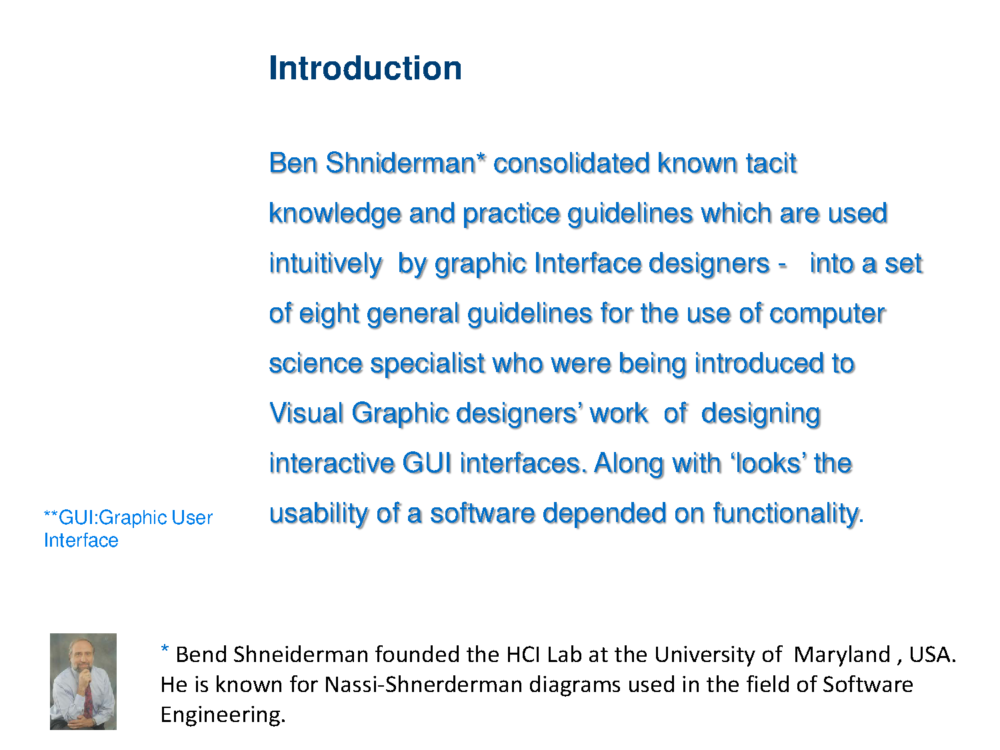 Introduction
Ben Shniderman* consolidated known tacit
knowledge and practice guidelines which are used
intuitively by graphic Interface designers - into a set
of eight general guidelines for the use of computer
science specialist who were being introduced to
Visual Graphic designers’ work of designing
interactive GUI interfaces. Along with ‘looks’ the
usability of a software depended on functionality.
**GUI:Graphic User
Interface
* Bend Shneiderman founded the HCI Lab at the University of Maryland , USA.
He is known for Nassi-Shnerderman diagrams used in the field of Software
Engineering.